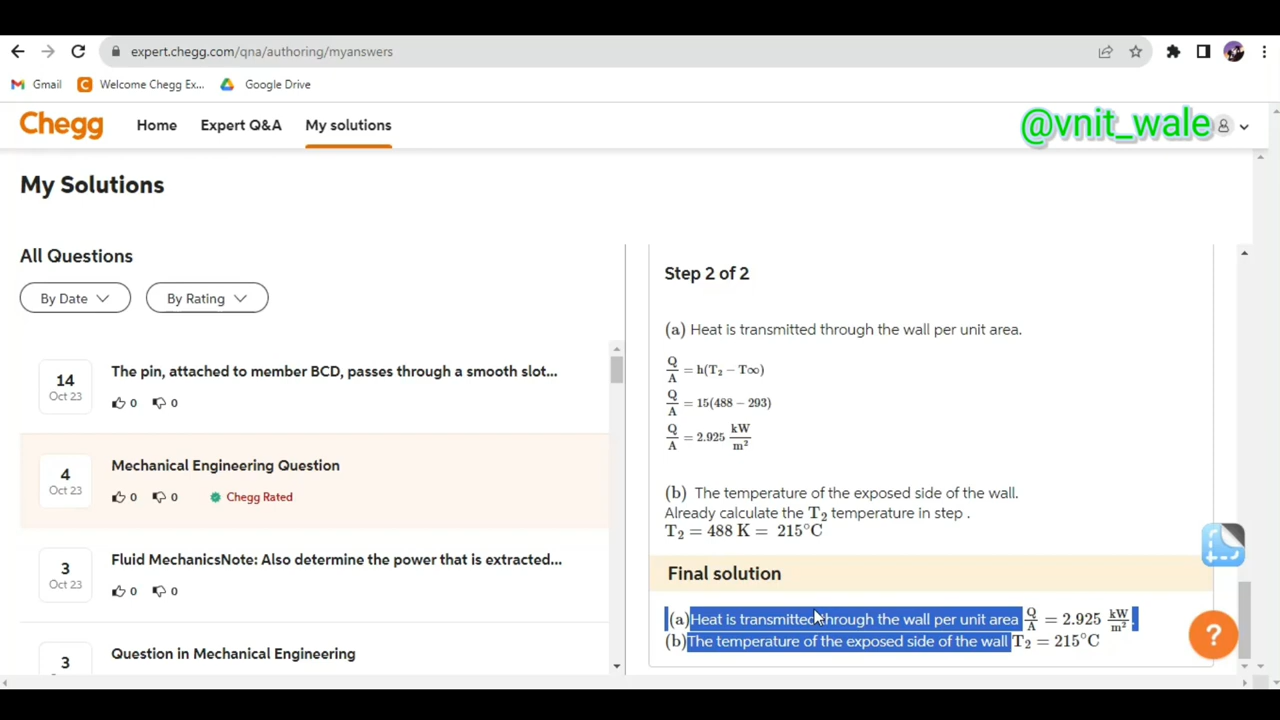 expert.chegg.com/qna/authoring/myanswers
Gmail Welcome Chegg Ex... Google Drive
Chegg Home Expert Q&A My solutions @vnit_wale
My Solutions
All Questions
By Date By Rating
14
Oct 23
The pin, attached to member BCD, passes through a smooth slot...
0 0
4
Oct 23
Mechanical Engineering Question
0 0 Chegg Rated
3
Oct 23
Fluid MechanicsNote: Also determine the power that is extracted...
0 0
3
Question in Mechanical Engineering
Step 2 of 2
(a) Heat is transmitted through the wall per unit area.
Q/A = h(T₂ − T∞)
Q/A = 15(488 − 293)
Q/A = 2.925 kW/m²
(b) The temperature of the exposed side of the wall.
Already calculate the T₂ temperature in step .
T₂ = 488 K = 215°C
Final solution
(a)Heat is transmitted through the wall per unit area Q/A = 2.925 kW/m².
(b)The temperature of the exposed side of the wall T₂ = 215°C
?